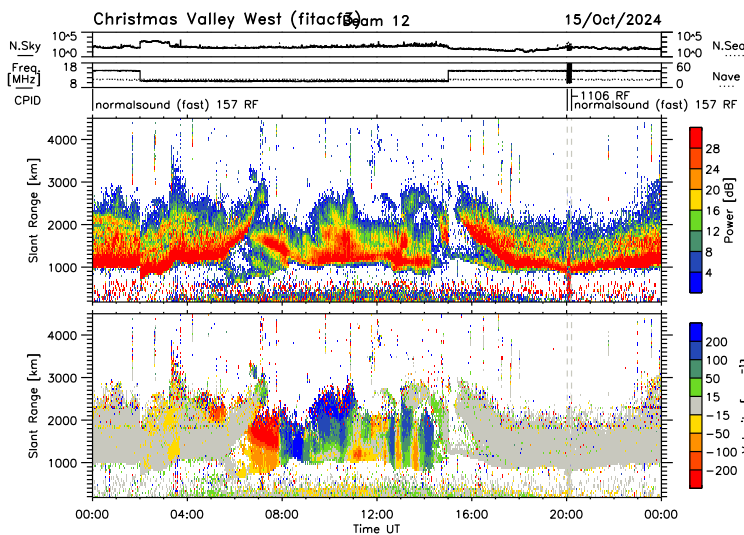 Christmas Valley West (fitacf3) Beam 12 15/Oct/2024
N.Sky 10^5 10^0 10^5 10^0 N.Sea
Freq. [MHz] 18 8 60 0 Nave
CPID normalsound (fast) 157 RF -1106 RF normalsound (fast) 157 RF
Slant Range [km] 4000 3000 2000 1000
Power [dB] 28 24 20 16 12 8 4
Slant Range [km] 4000 3000 2000 1000
200 100 50 15 -15 -50 -100 -200
00:00 04:00 08:00 12:00 16:00 20:00 00:00
Time UT